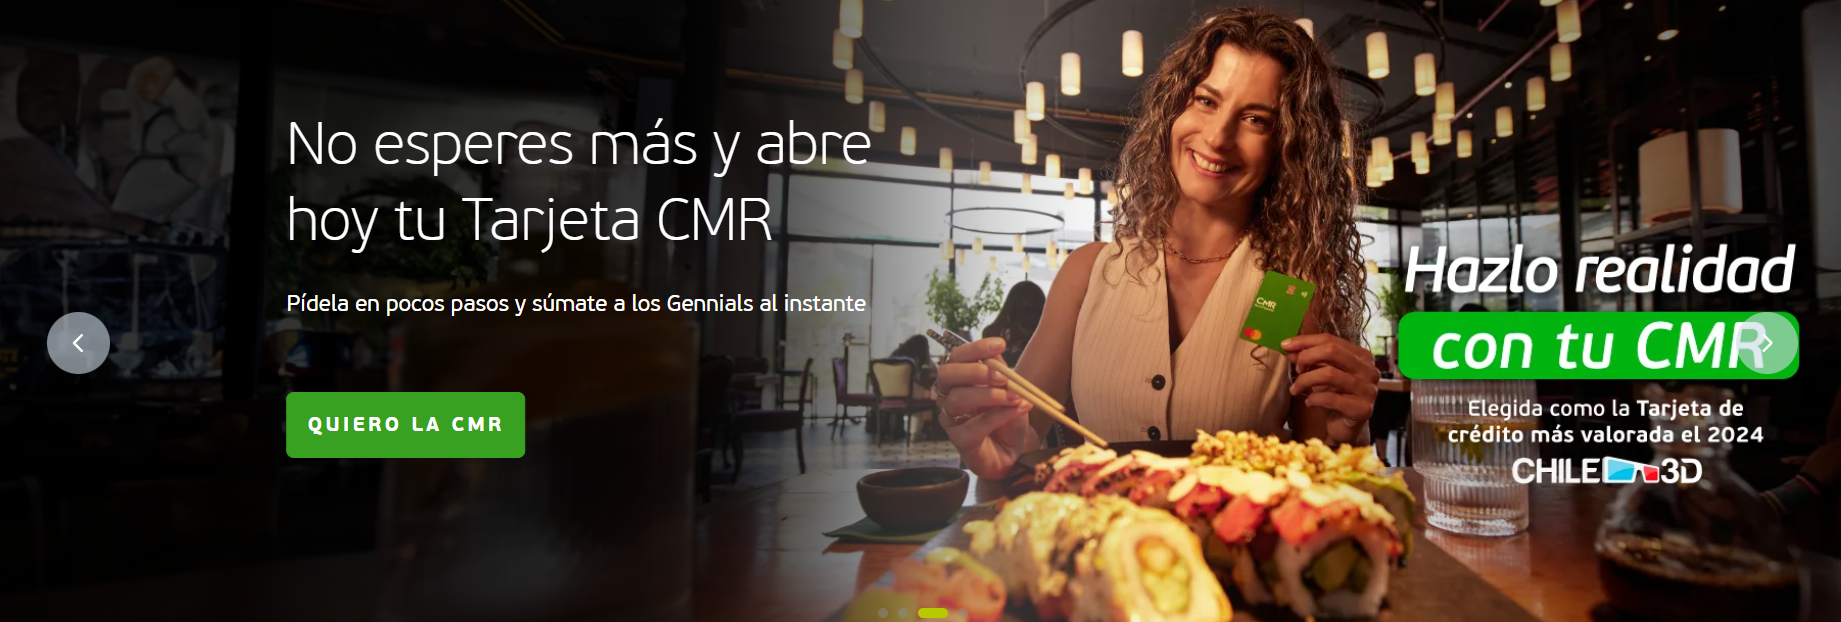 No esperes más y abre
hoy tu Tarjeta CMR
Pídela en pocos pasos y súmate a los Gennials al instante
QUIERO LA CMR
CMR
Hazlo realidad
con tu CMR
Elegida como la Tarjeta de
crédito más valorada el 2024
CHILE 3D